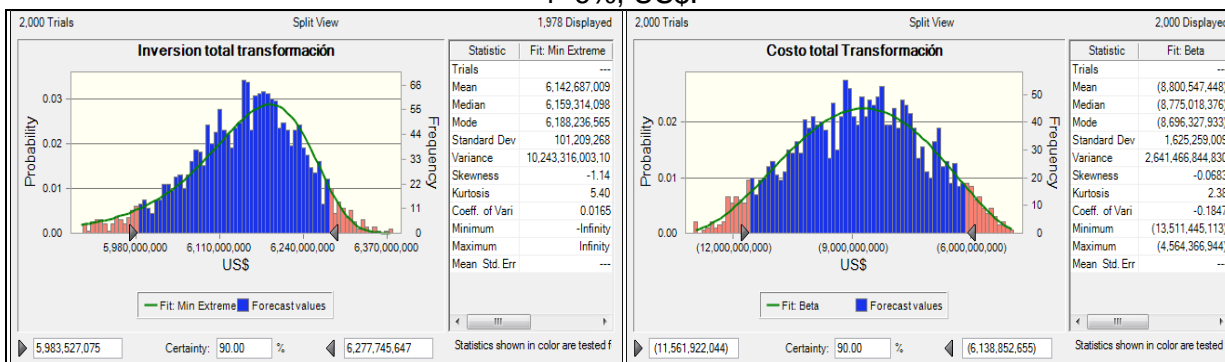 2,000 Trials
Split View
1,978 Displayed
Inversion total transformación
Probability
0.03
0.02
0.01
0.00
66
55
44
33
22
11
0
Frequency
5,980,000,000
6,110,000,000
6,240,000,000
6,370,000,000
US$
Fit: Min Extreme
Forecast values
Statistic Fit: Min Extreme
Trials ---
Mean 6,142,687,009
Median 6,159,314,098
Mode 6,188,236,565
Standard Dev 101,209,268
Variance 10,243,316,003,10
Skewness -1.14
Kurtosis 5.40
Coeff. of Vari 0.0165
Minimum -Infinity
Maximum Infinity
Mean Std. Err ---
5,983,527,075
Certainty: 90.00 %
6,277,745,647
Statistics shown in color are tested f
2,000 Trials
Split View
2,000 Displayed
Costo total Transformación
Probability
0.02
0.01
0.00
50
40
30
20
10
0
Frequency
(12,000,000,000)
(9,000,000,000)
(6,000,000,000)
US$
Fit: Beta
Forecast values
Statistic Fit: Beta
Trials
Mean (8,800,547,448)
Median (8,775,018,376)
Mode (8,696,327,933)
Standard Dev 1,625,259,009
Variance 2,641,466,844,830
Skewness -0.0683
Kurtosis 2.33
Coeff. of Vari -0.1847
Minimum (13,511,445,113)
Maximum (4,564,366,944)
Mean Std. Err
(11,561,922,044)
Certainty: 90.00 %
(6,138,852,655)
Statistics shown in color are tested